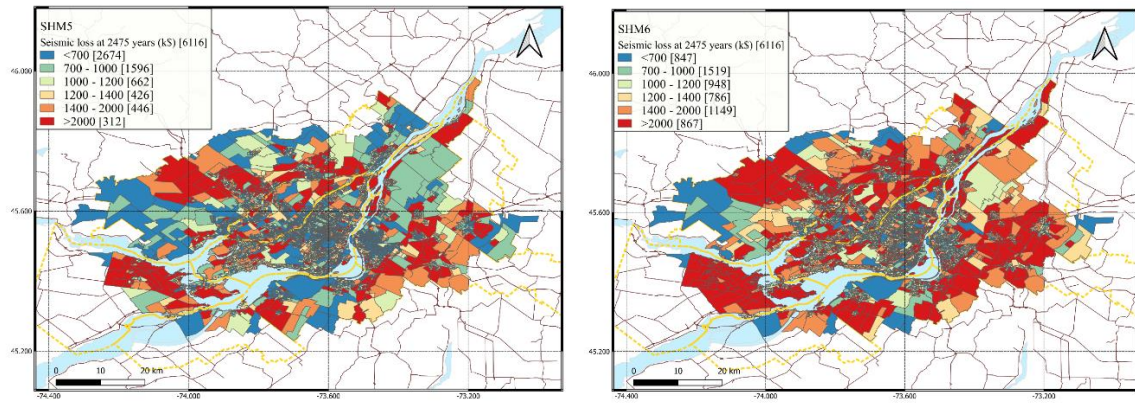 SHM5
Seismic loss at 2475 years (k$) [6116]
<700 [2674]
700 - 1000 [1596]
1000 - 1200 [662]
1200 - 1400 [426]
1400 - 2000 [446]
>2000 [312]
46.000
45.600
45.200
0 10 20 km
-74.400 -74.000 -73.600 -73.200
SHM6
Seismic loss at 2475 years (k$) [6116]
<700 [847]
700 - 1000 [1519]
1000 - 1200 [948]
1200 - 1400 [786]
1400 - 2000 [1149]
>2000 [867]
46.000
45.600
45.200
0 10 20 km
-74.400 -74.000 -73.600 -73.200